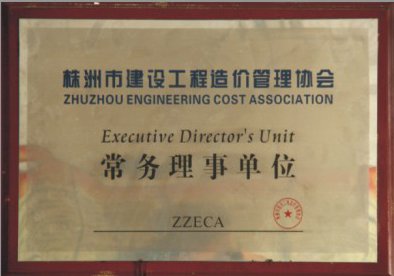 株洲市建设工程造价管理协会
ZHUZHOU ENGINEERING COST ASSOCIATION
Executive Director's Unit
常务理事单位
ZZECA